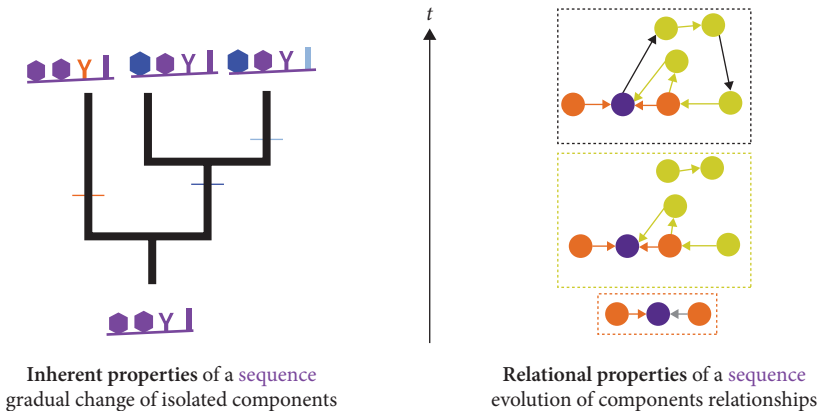 t
Inherent properties of a sequence
gradual change of isolated components
Relational properties of a sequence
evolution of components relationships